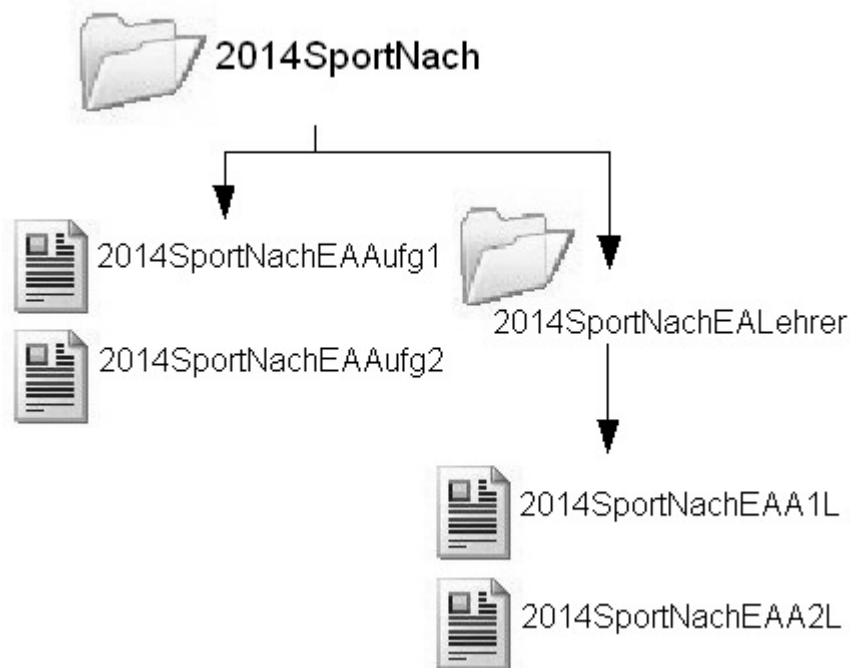 2014SportNach
2014SportNachEAAufg1
2014SportNachEAAufg2
2014SportNachEALehrer
2014SportNachEAA1L
2014SportNachEAA2L